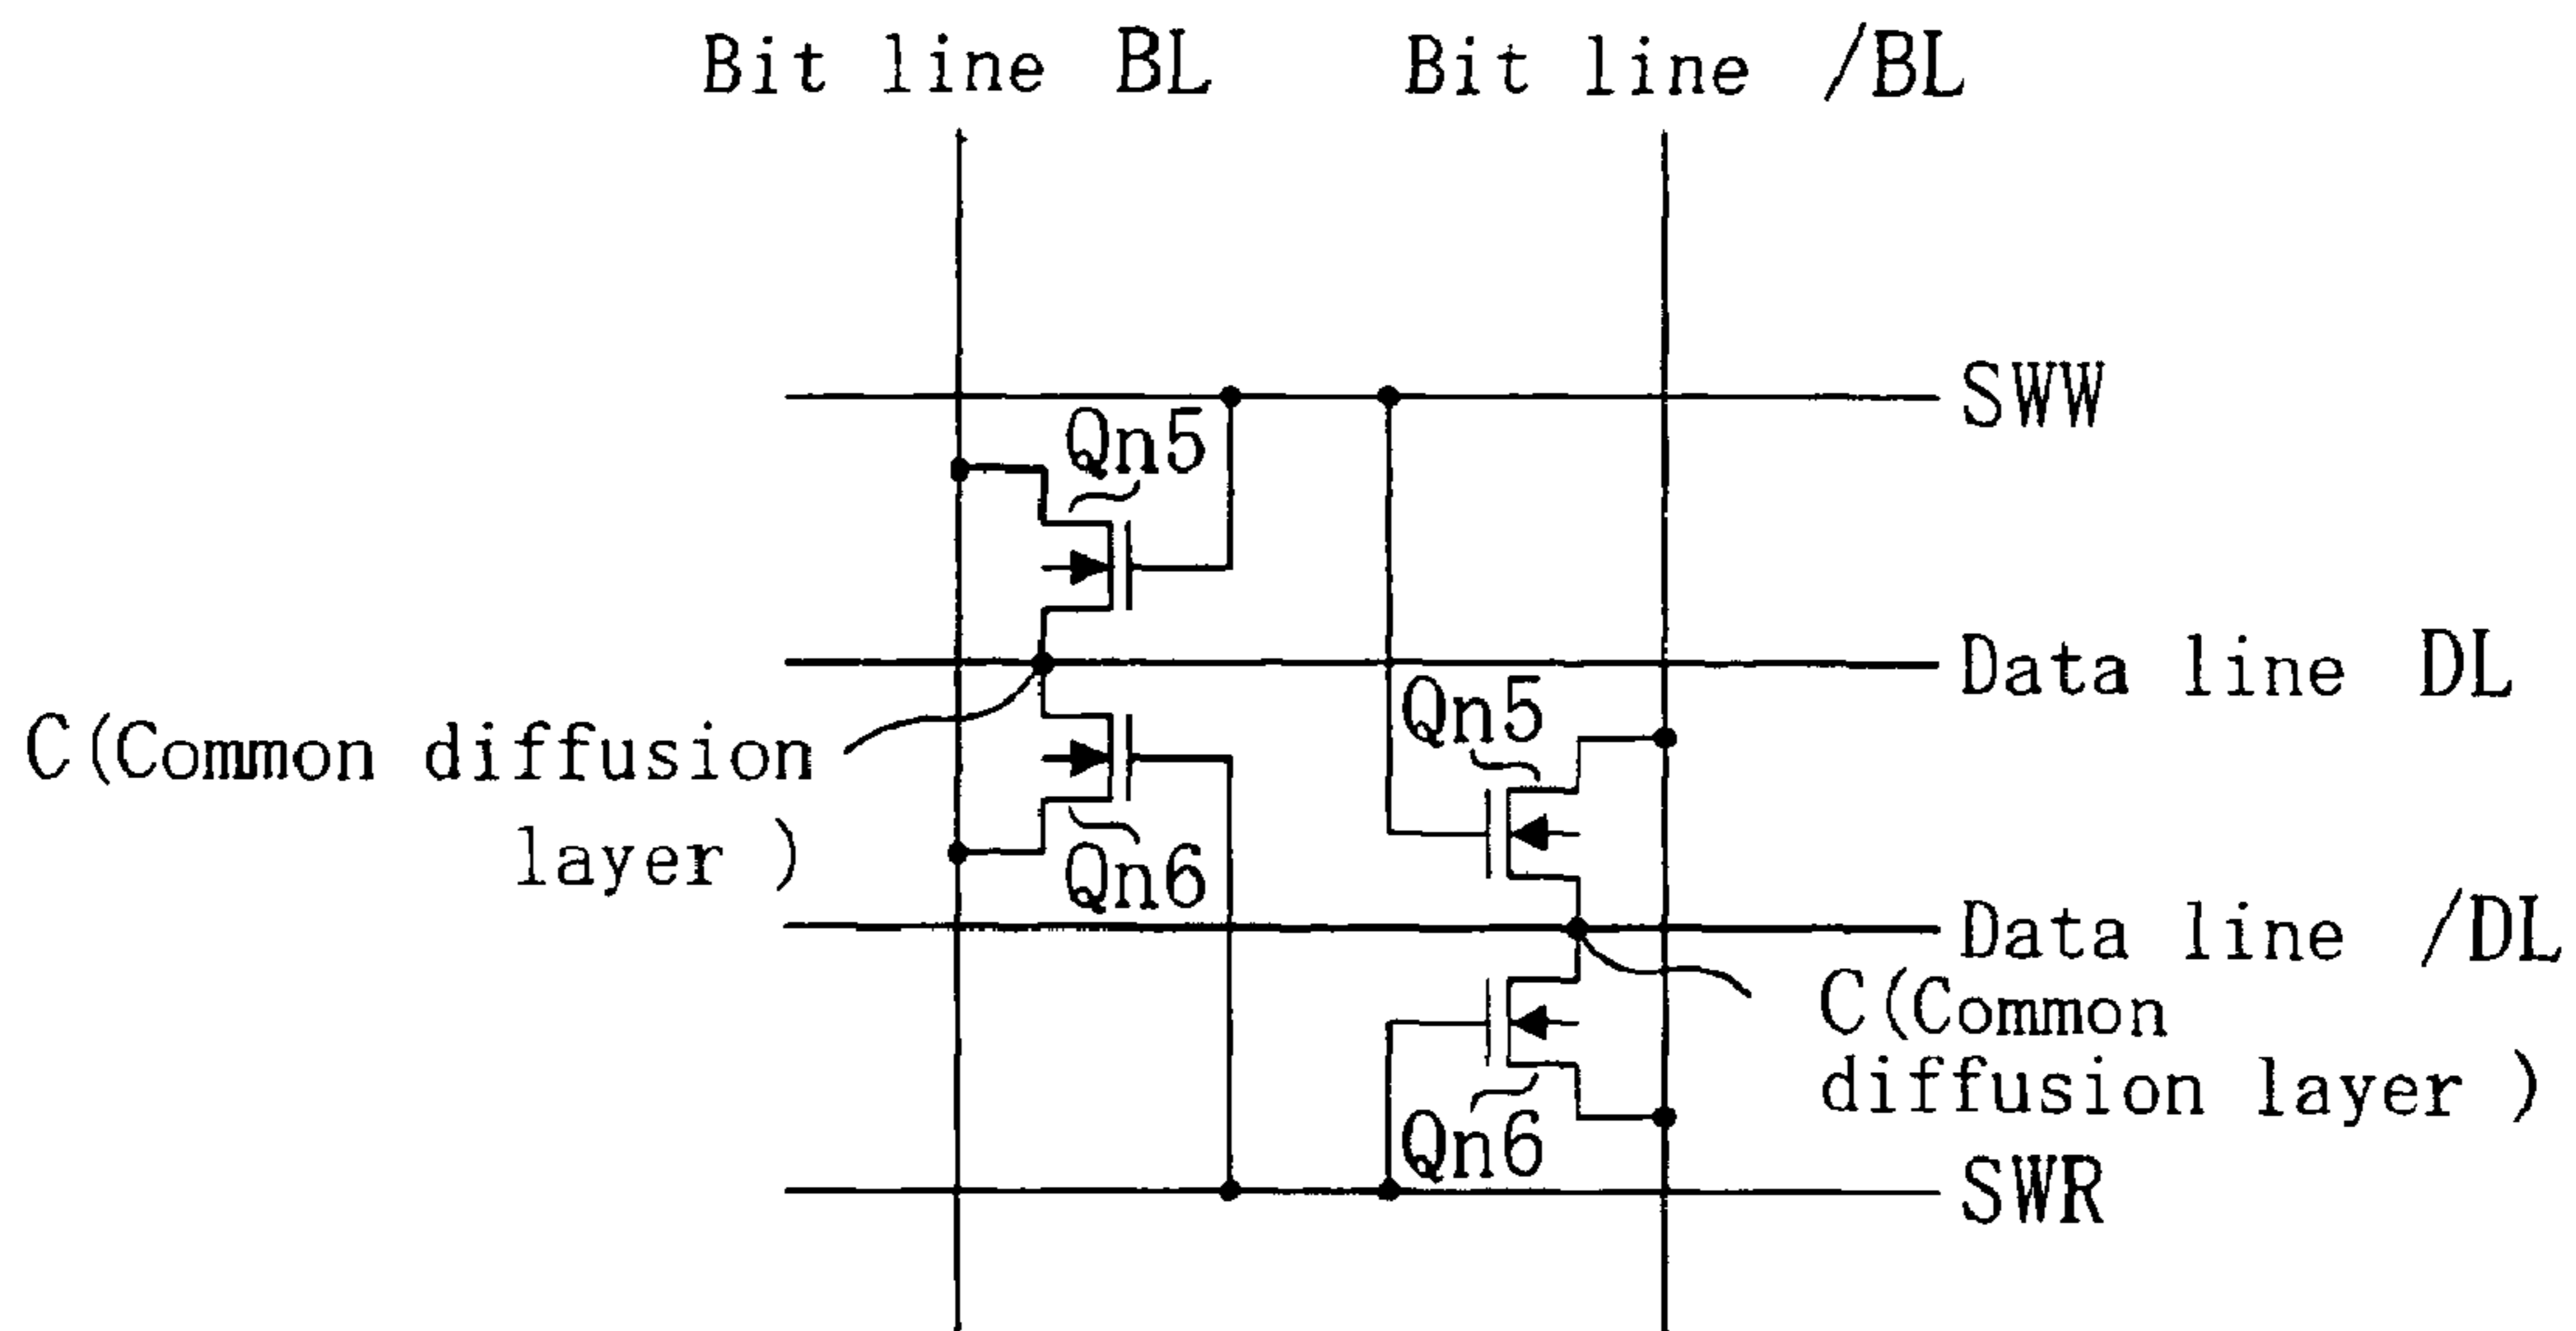 Bit line BL
Bit line /BL
SWW
Qn5
Data line DL
Qn5
C(Common diffusion
layer )
Qn6
Data line /DL
C(Common
diffusion layer )
Qn6
SWR